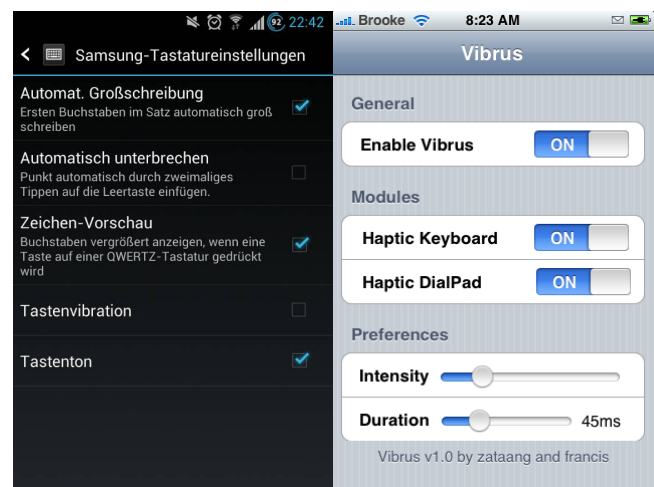 92 22:42
Samsung-Tastatureinstellungen
Automat. Großschreibung
Ersten Buchstaben im Satz automatisch groß
schreiben
Automatisch unterbrechen
Punkt automatisch durch zweimaliges
Tippen auf die Leertaste einfügen.
Zeichen-Vorschau
Buchstaben vergrößert anzeigen, wenn eine
Taste auf einer QWERTZ-Tastatur gedrückt
wird
Tastenvibration
Tastenton
Brooke 8:23 AM
Vibrus
General
Enable Vibrus ON
Modules
Haptic Keyboard ON
Haptic DialPad ON
Preferences
Intensity
Duration 45ms
Vibrus v1.0 by zataang and francis